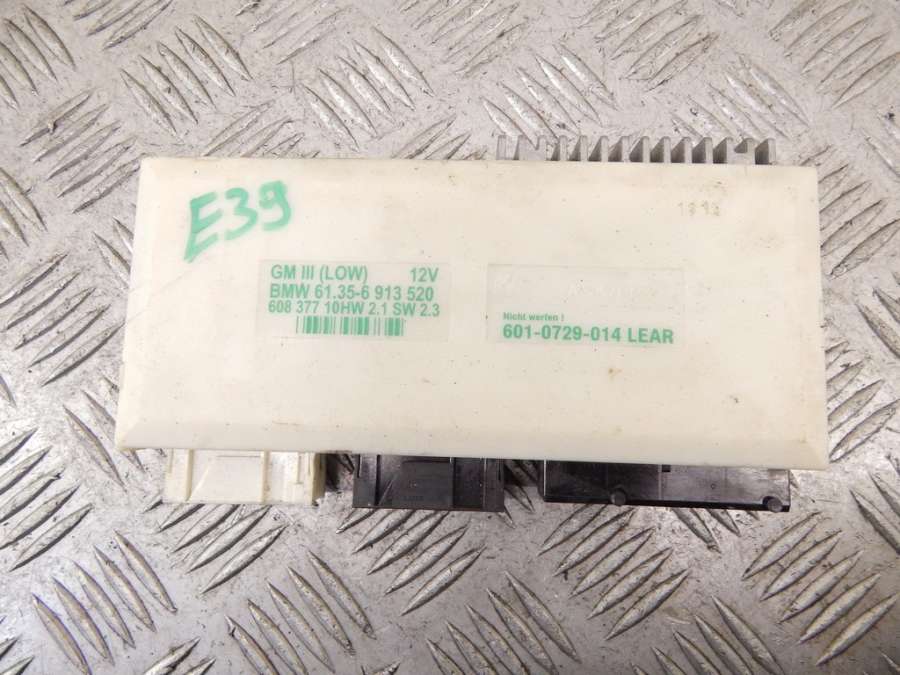 E39
GM III (LOW) 12V
BMW 61.35-6 913 520
608 377 10HW 2.1 SW 2.3
Nicht werfen !
601-0729-014 LEAR